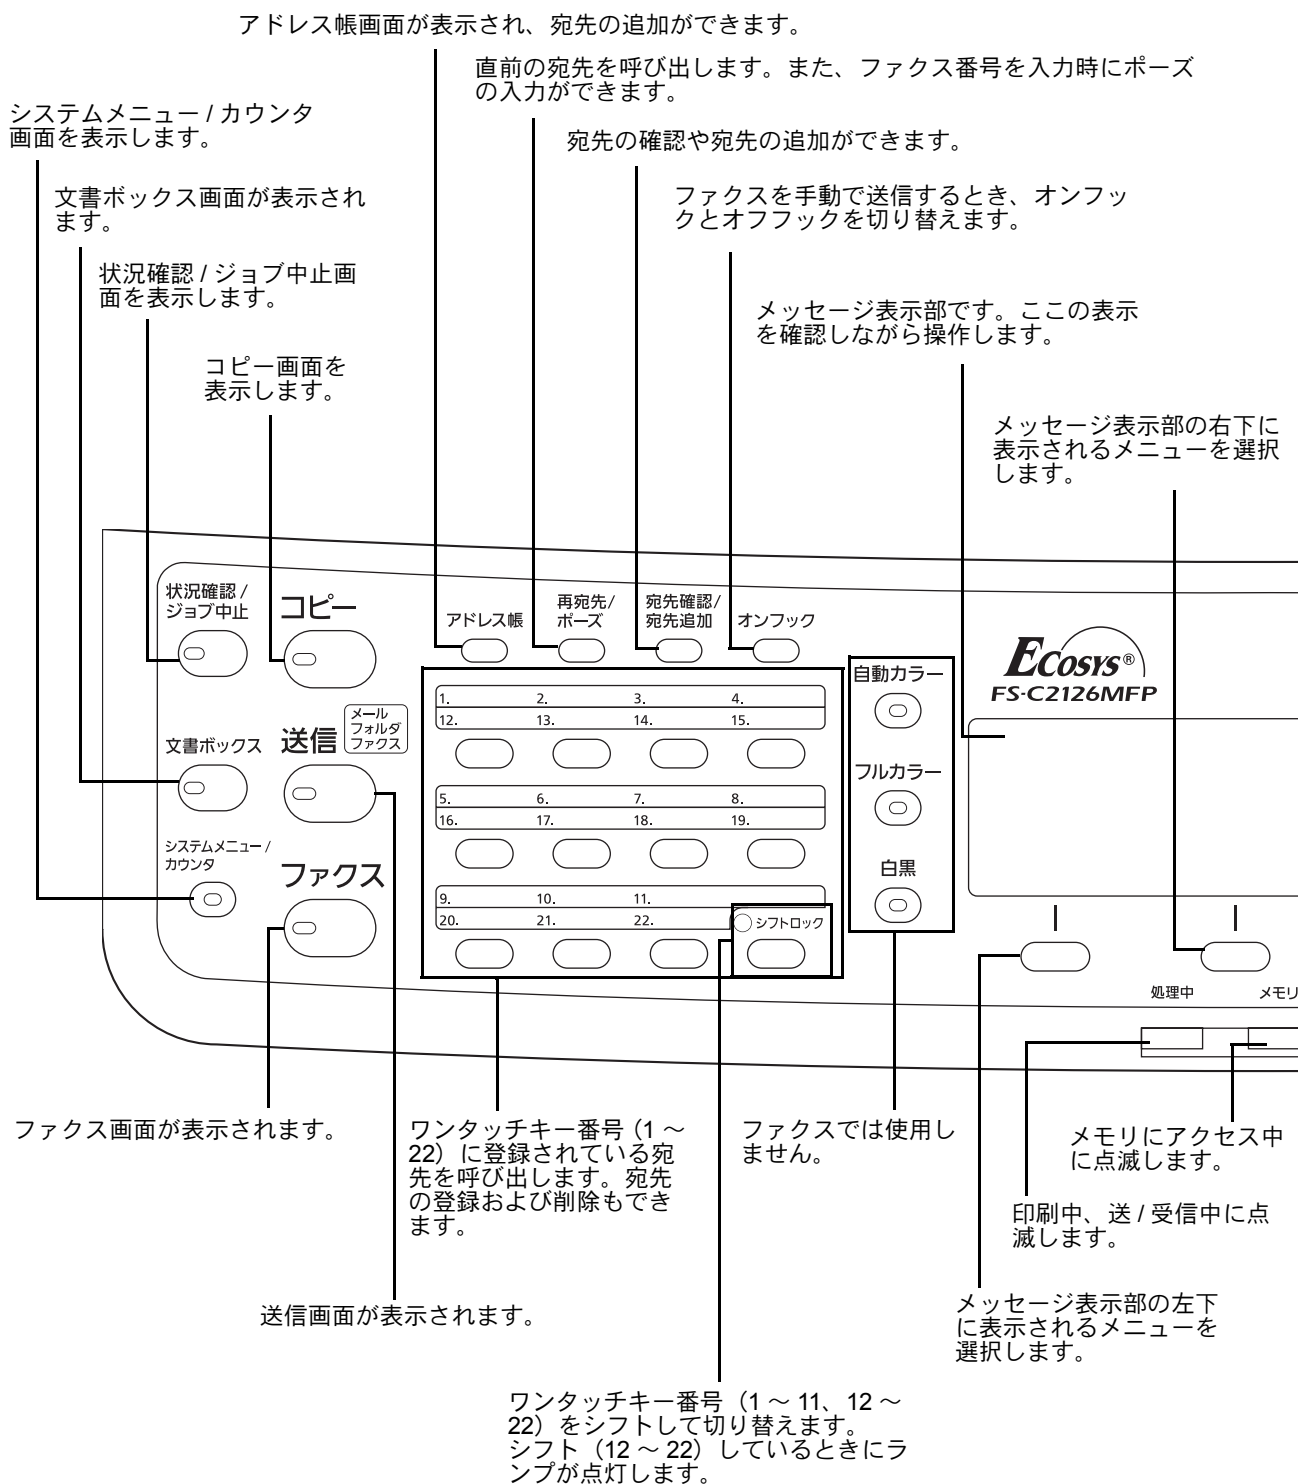 アドレス帳画面が表示され、宛先の追加ができます。
直前の宛先を呼び出します。また、ファクス番号を入力時にポーズ
の入力ができます。
システムメニュー / カウンタ
画面を表示します。
宛先の確認や宛先の追加ができます。
文書ボックス画面が表示され
ます。
ファクスを手動で送信するとき、オンフッ
クとオフフックを切り替えます。
状況確認 / ジョブ中止画
面を表示します。
メッセージ表示部です。ここの表示
を確認しながら操作します。
コピー画面を
表示します。
メッセージ表示部の右下に
表示されるメニューを選択
します。
状況確認 /
ジョブ中止
コピー
アドレス帳
再宛先/
ポーズ
宛先確認/
宛先追加
オンフック
自動カラー
ECOSYS®
FS-C2126MFP
1. 2. 3. 4.
12. 13. 14. 15.
文書ボックス
送信
メール
フォルダ
ファクス
フルカラー
5. 6. 7. 8.
16. 17. 18. 19.
システムメニュー /
カウンタ
ファクス
白黒
9. 10. 11.
20. 21. 22.
シフトロック
処理中
メモリ
ファクス画面が表示されます。
ワンタッチキー番号（1 ～
22）に登録されている宛
先を呼び出します。宛先
の登録および削除もでき
ます。
ファクスでは使用し
ません。
メモリにアクセス中
に点滅します。
印刷中、送 / 受信中に点
滅します。
送信画面が表示されます。
メッセージ表示部の左下
に表示されるメニューを
選択します。
ワンタッチキー番号（1 ～ 11、12 ～
22）をシフトして切り替えます。
シフト（12 ～ 22）しているときにラ
ンプが点灯します。